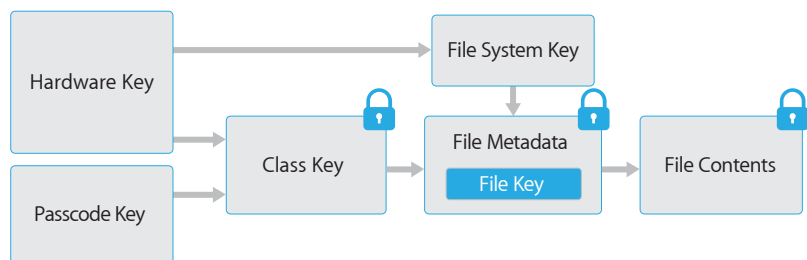 Hardware Key
File System Key
File Metadata
Class Key
File Key
File Contents
Passcode Key